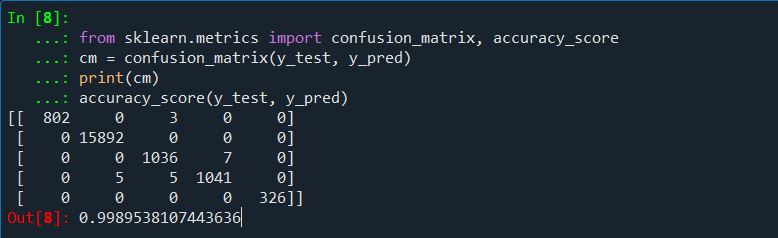 In [8]:
...: from sklearn.metrics import confusion_matrix, accuracy_score
...: cm = confusion_matrix(y_test, y_pred)
...: print(cm)
...: accuracy_score(y_test, y_pred)
[[  802     0     3     0     0]
 [    0 15892     0     0     0]
 [    0     0  1036     7     0]
 [    0     5     5  1041     0]
 [    0     0     0     0   326]]
Out[8]: 0.9989538107443636